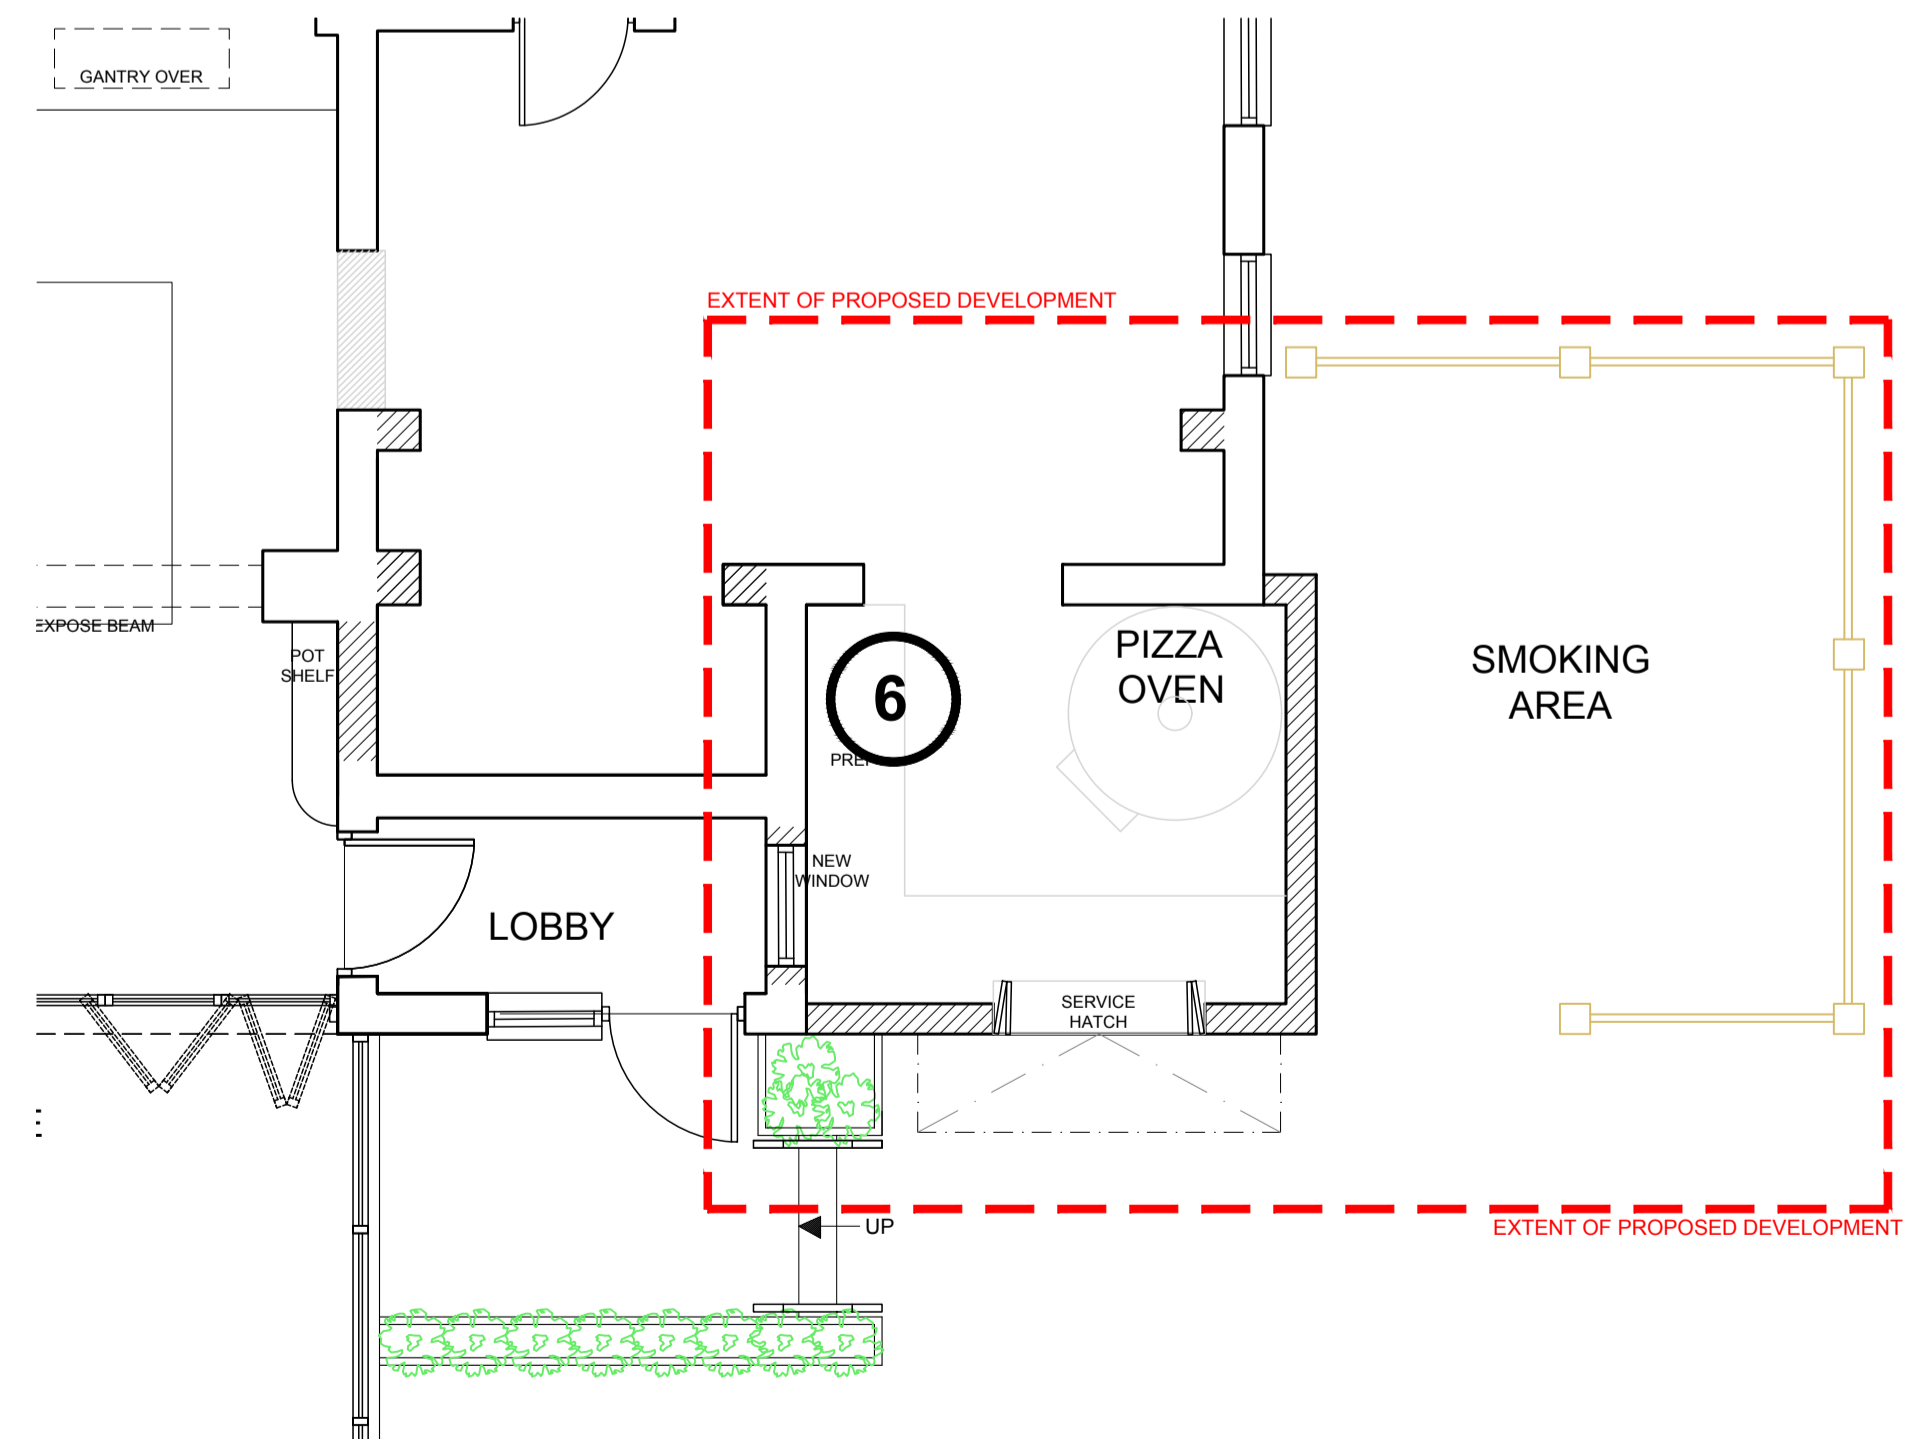 GANTRY OVER
EXTENT OF PROPOSED DEVELOPMENT
EXPOSE BEAM
POT
SHELF
PIZZA
OVEN
SMOKING
AREA
6
NEW
WINDOW
LOBBY
SERVICE
HATCH
UP
EXTENT OF PROPOSED DEVELOPMENT